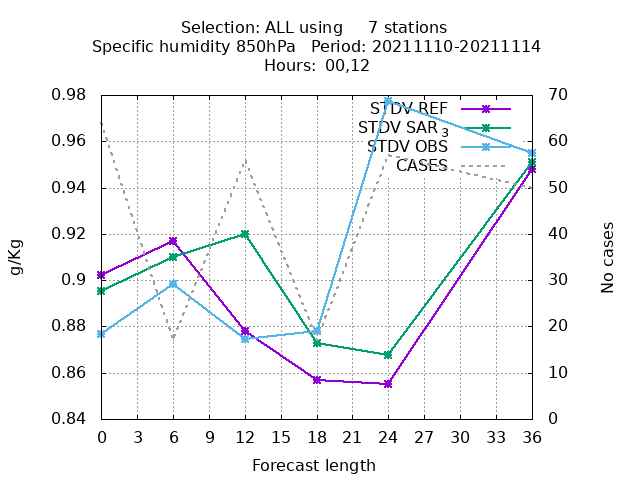 Selection: ALL using 7 stations
Specific humidity 850hPa Period: 20211110-20211114
Hours: 00,12
0.98
0.96
0.94
0.92
0.9
0.88
0.86
0.84
g/Kg
STDV REF
STDV SAR3
STDV OBS
CASES
70
60
50
40
30
20
10
0
No cases
0 3 6 9 12 15 18 21 24 27 30 33 36
Forecast length